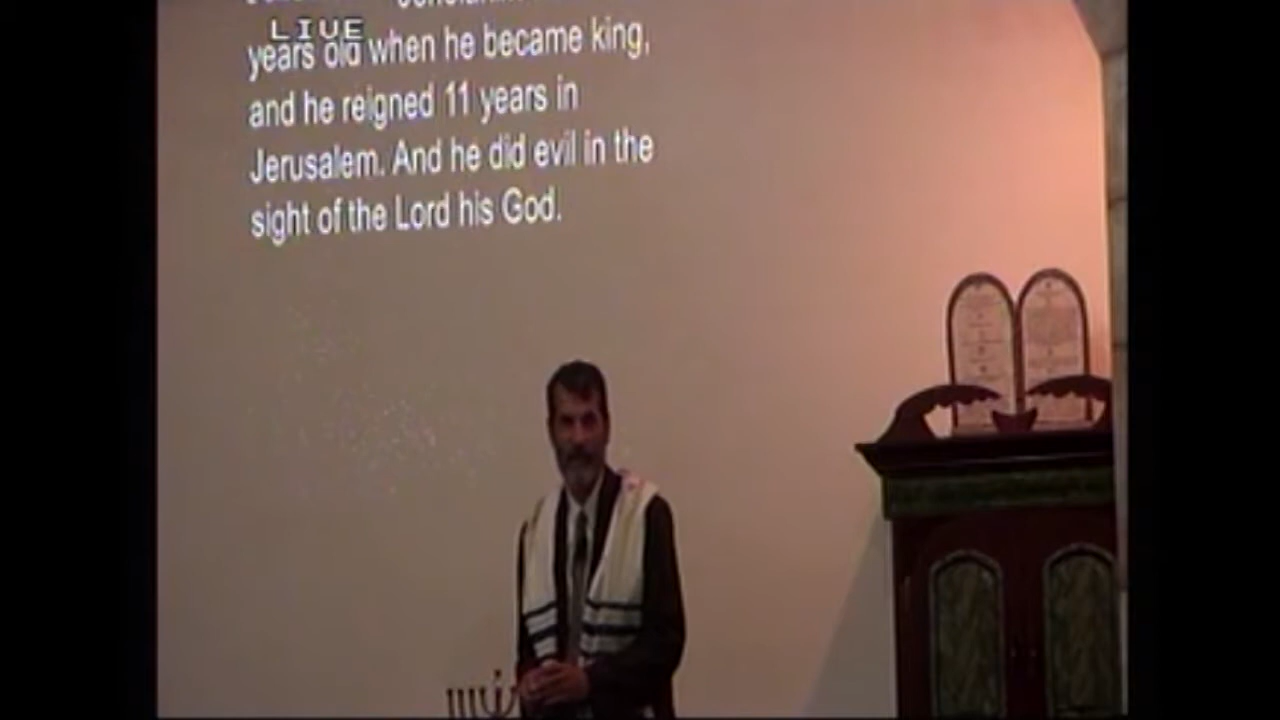 LIVE
years old when he became king,
and he reigned 11 years in
Jerusalem. And he did evil in the
sight of the Lord his God.